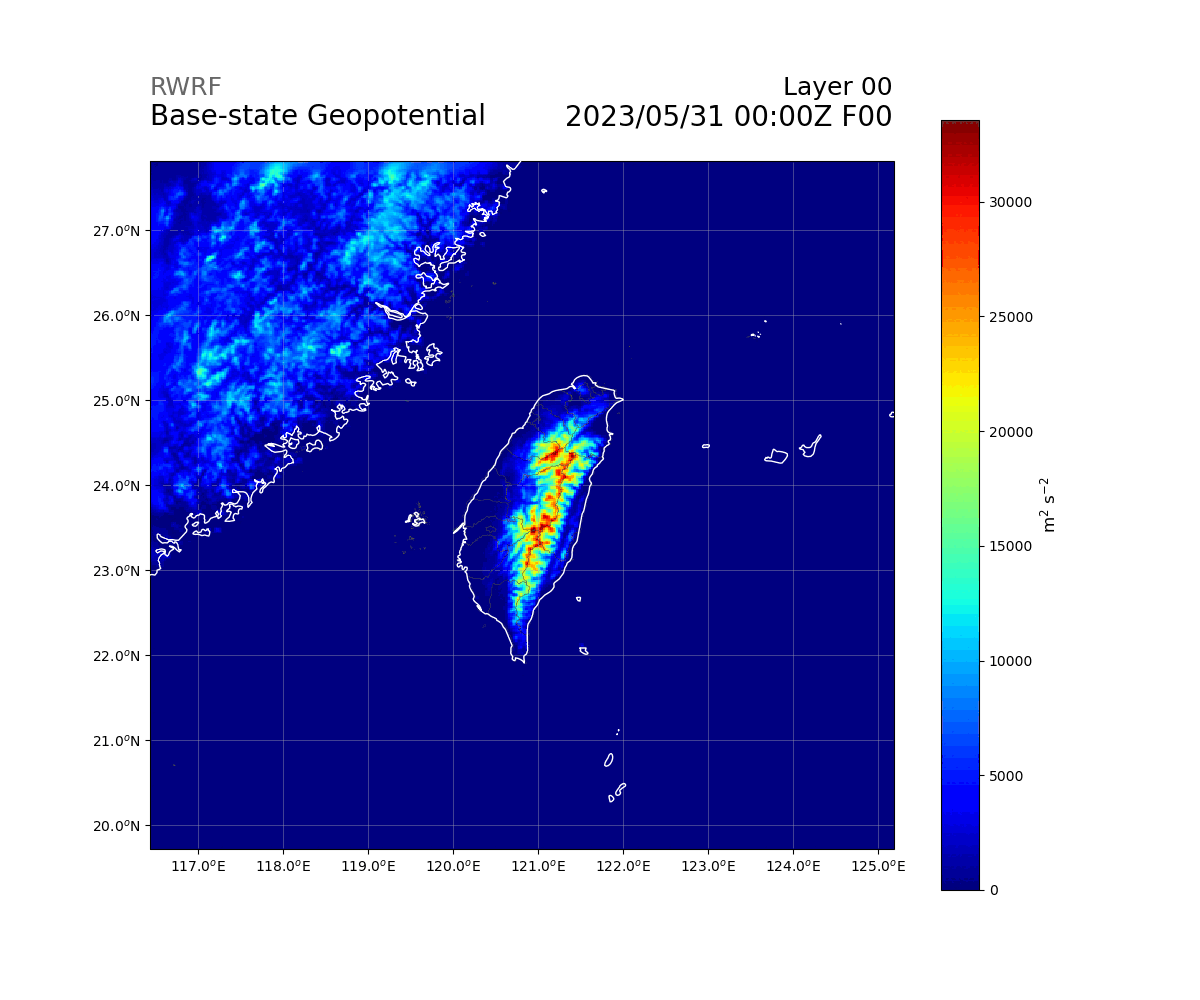 RWRF
Layer 00
Base-state Geopotential
2023/05/31 00:00Z F00
27.0°N
26.0°N
25.0°N
24.0°N
23.0°N
22.0°N
21.0°N
20.0°N
117.0°E
118.0°E
119.0°E
120.0°E
121.0°E
122.0°E
123.0°E
124.0°E
125.0°E
30000
25000
20000
15000
10000
5000
0
m² s⁻²